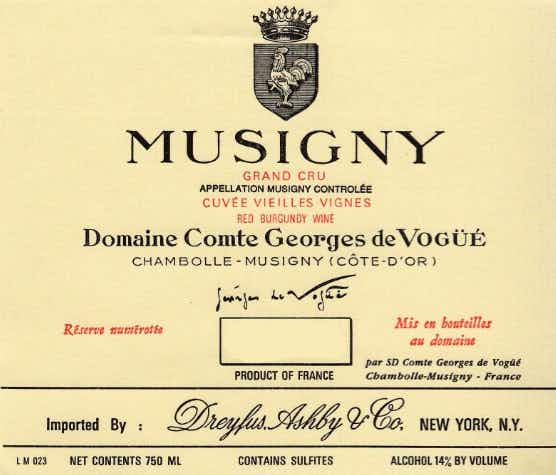 MUSIGNY
GRAND CRU
APPELLATION MUSIGNY CONTROLÉE
CUVÉE VIEILLES VIGNES
RED BURGUNDY WINE
Domaine Comte Georges de VOGÜÉ
CHAMBOLLE-MUSIGNY (CÔTE-D'OR)
Georges de Vogüé
Réserve numérotée
Mis en bouteilles
au domaine
par SD Comte Georges de Vogüé
Chambolle-Musigny - France
PRODUCT OF FRANCE
Imported By : Dreyfus, Ashby & Co. NEW YORK, N.Y.
L M 023 NET CONTENTS 750 ML CONTAINS SULFITES ALCOHOL 14% BY VOLUME